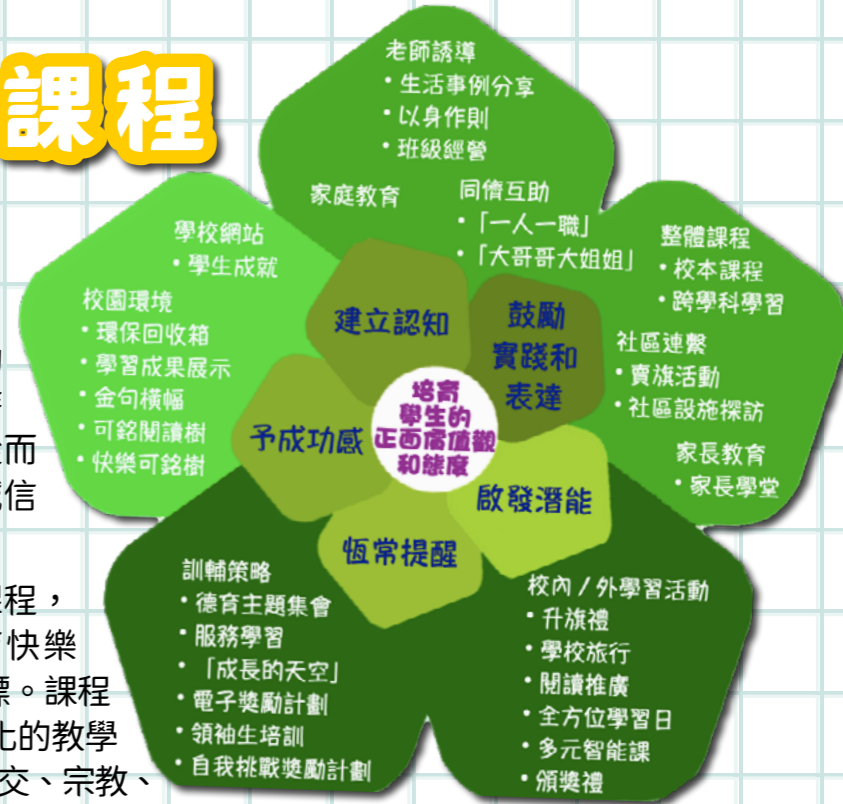 課程
老師誘導
• 生活事例分享
• 以身作則
• 班級經營
家庭教育
同儕互助
• 「一人一職」
• 「大哥哥大姐姐」
學校網站
• 學生成就
校園環境
• 環保回收箱
• 學習成果展示
• 金句橫幅
• 可銘閱讀樹
• 快樂可銘樹
整體課程
• 校本課程
• 跨學科學習
社區連繫
• 賣旗活動
• 社區設施探訪
家長教育
• 家長學堂
建立認知
鼓勵
實踐和
表達
予成功感
啟發潛能
恆常提醒
培育
學生的
正面價值觀
和態度
訓輔策略
• 德育主題集會
• 服務學習
• 「成長的天空」
• 電子獎勵計劃
• 領袖生培訓
• 自我挑戰獎勵計劃
校內 / 外學習活動
• 升旗禮
• 學校旅行
• 閱讀推廣
• 全方位學習日
• 多元智能課
• 頒獎禮
而
信
程，
快樂
標。課程
化的教學
交、宗教、